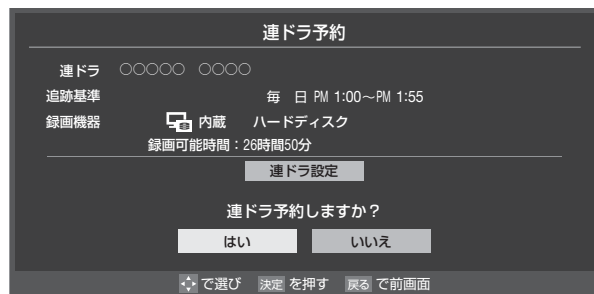 連ドラ予約
連ドラ ○○○○○ ○○○○
追跡基準 毎 日 PM 1:00～PM 1:55
録画機器 内蔵 ハードディスク
録画可能時間：26時間50分
連ドラ設定
連ドラ予約しますか？
はい いいえ
で選び 決定 を押す 戻る で前画面